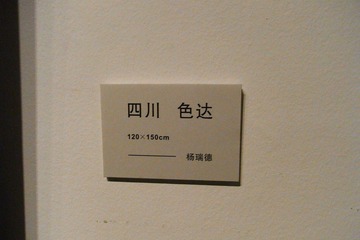 四川 色达
120×150cm
—— 杨瑞德